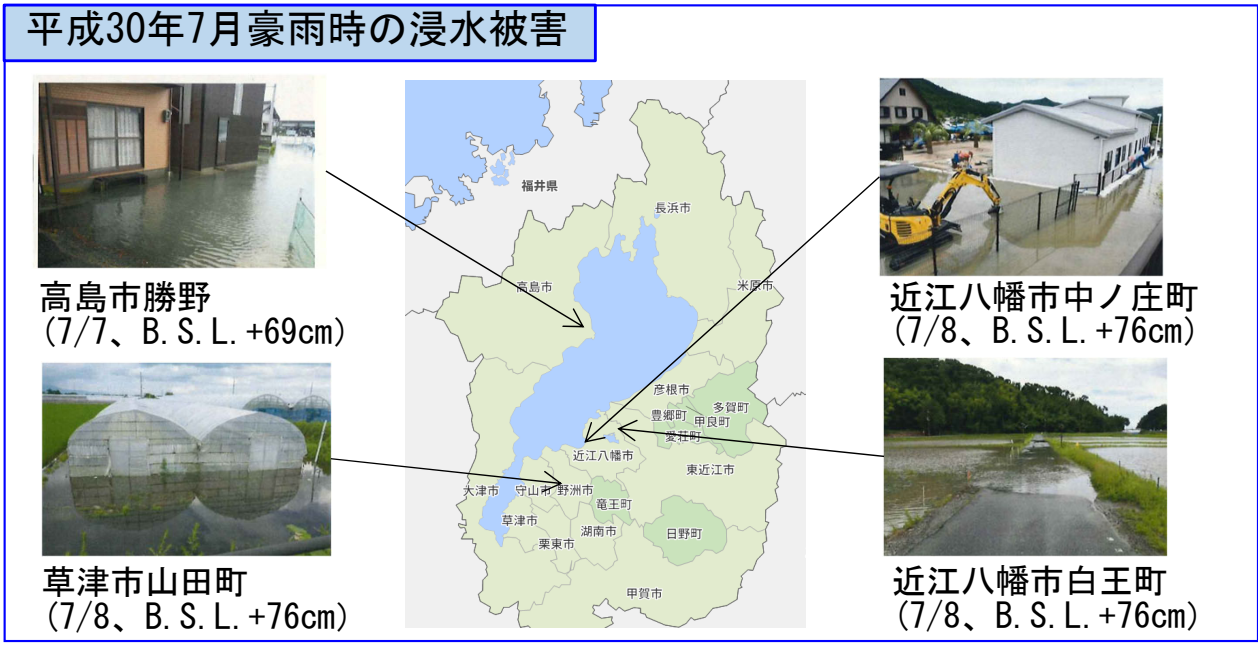 平成30年7月豪雨時の浸水被害
高島市勝野
(7/7、B.S.L.+69cm)
草津市山田町
(7/8、B.S.L.+76cm)
福井県
長浜市
高島市
米原市
彦根市
多賀町
豊郷町
甲良町
愛荘町
近江八幡市
東近江市
大津市
守山市
野洲市
竜王町
草津市
湖南市
日野町
栗東市
甲賀市
近江八幡市中ノ庄町
(7/8、B.S.L.+76cm)
近江八幡市白王町
(7/8、B.S.L.+76cm)